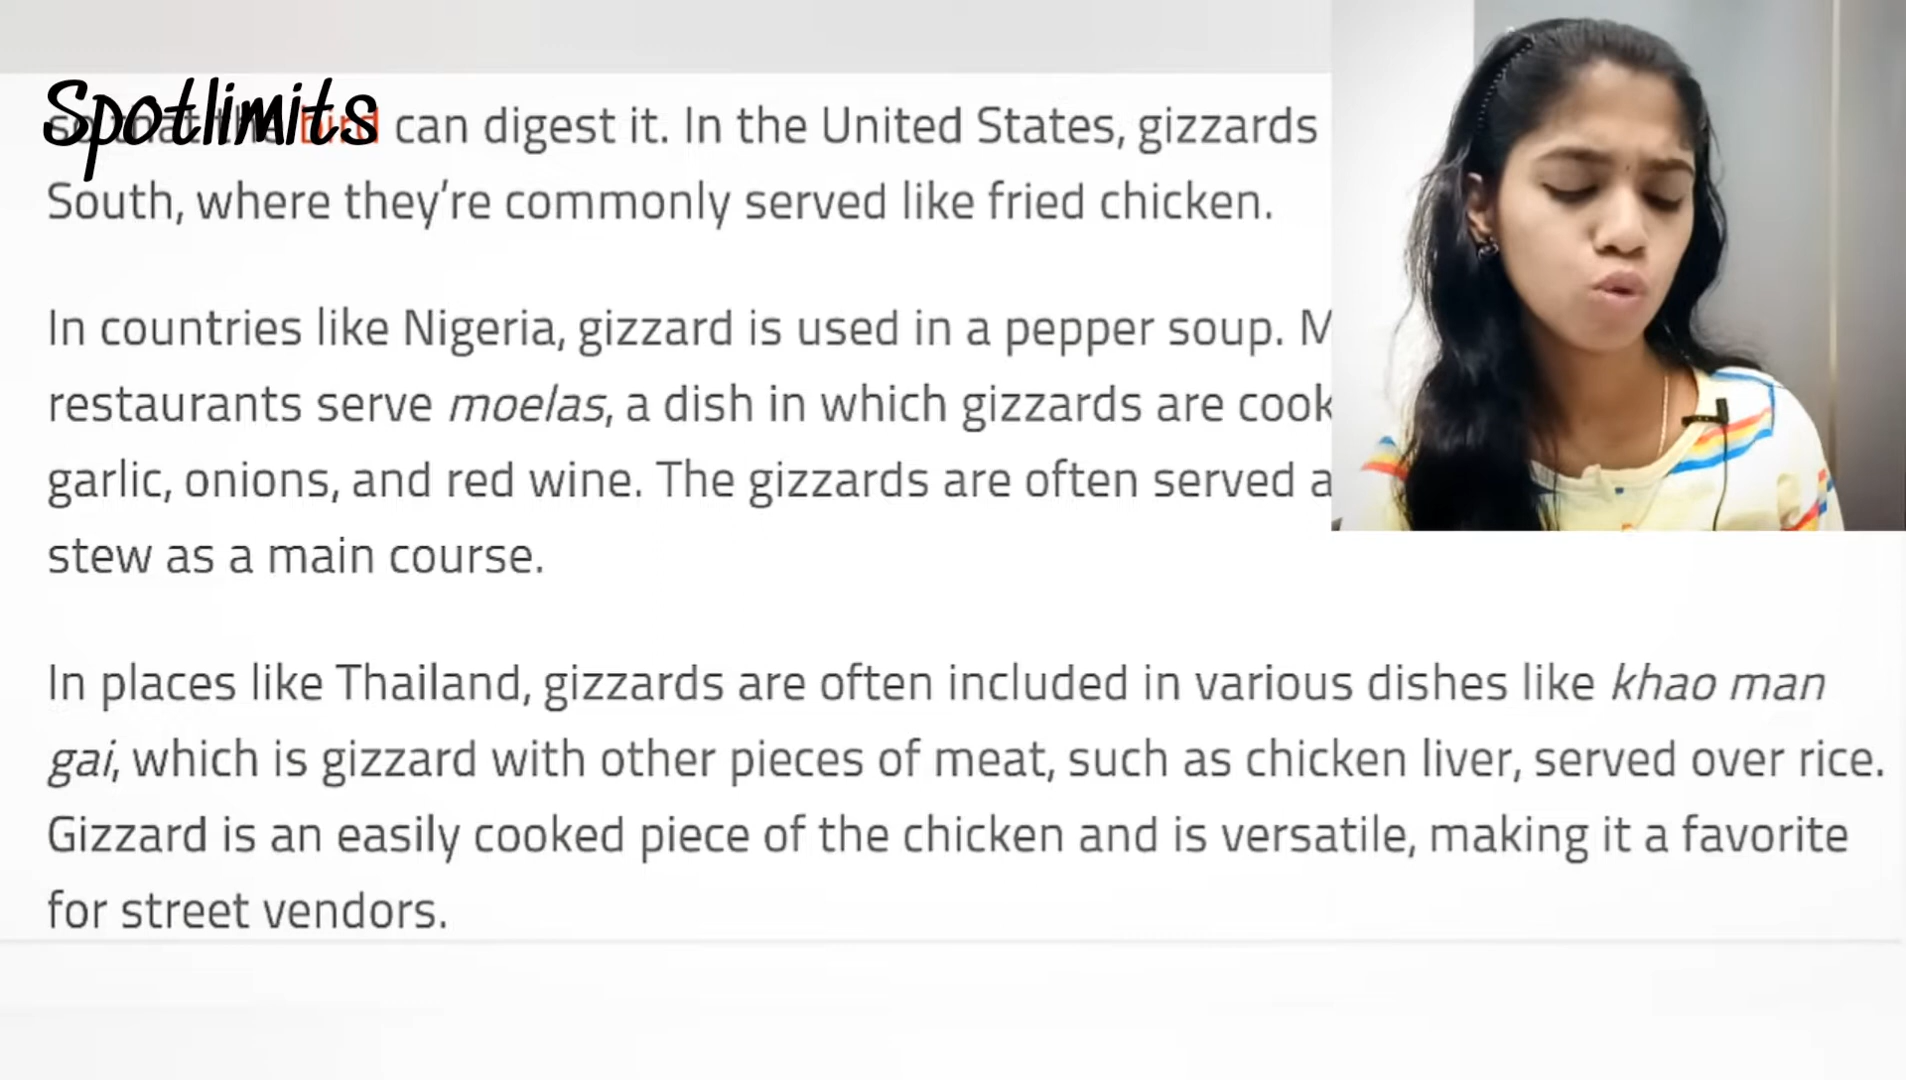 Spotlimits
so that the bird can digest it. In the United States, gizzards
South, where they're commonly served like fried chicken.
In countries like Nigeria, gizzard is used in a pepper soup. M
restaurants serve moelas, a dish in which gizzards are cook
garlic, onions, and red wine. The gizzards are often served a
stew as a main course.
In places like Thailand, gizzards are often included in various dishes like khao man
gai, which is gizzard with other pieces of meat, such as chicken liver, served over rice.
Gizzard is an easily cooked piece of the chicken and is versatile, making it a favorite
for street vendors.